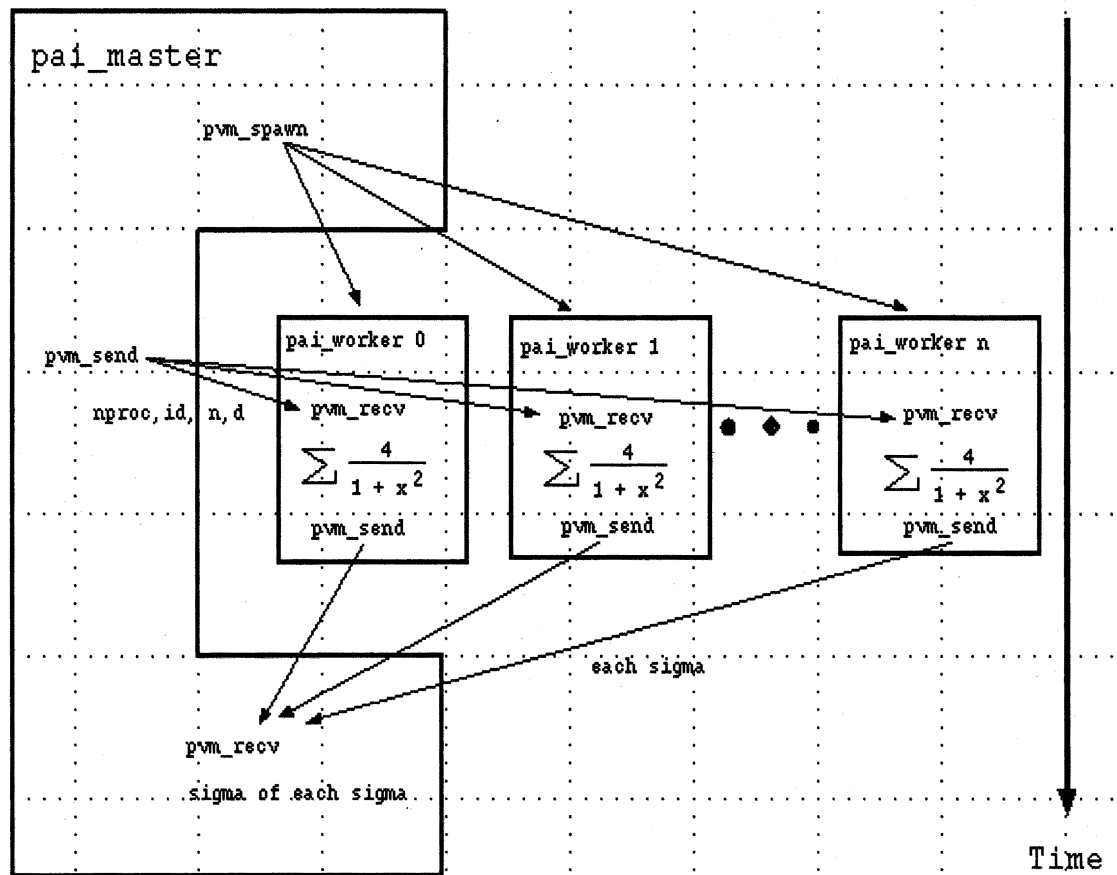 pai_master
pvm_spawn
pai_worker 0
pai_worker 1
pai_worker n
pvm_send
nproc,id, n,d
pvm_recv
pvm_recv
pvm_recv
∑ 4 / 1 + x²
∑ 4 / 1 + x²
∑ 4 / 1 + x²
pvm_send
pvm_send
pvm_send
each sigma
pvm_recv
sigma of each sigma
Time